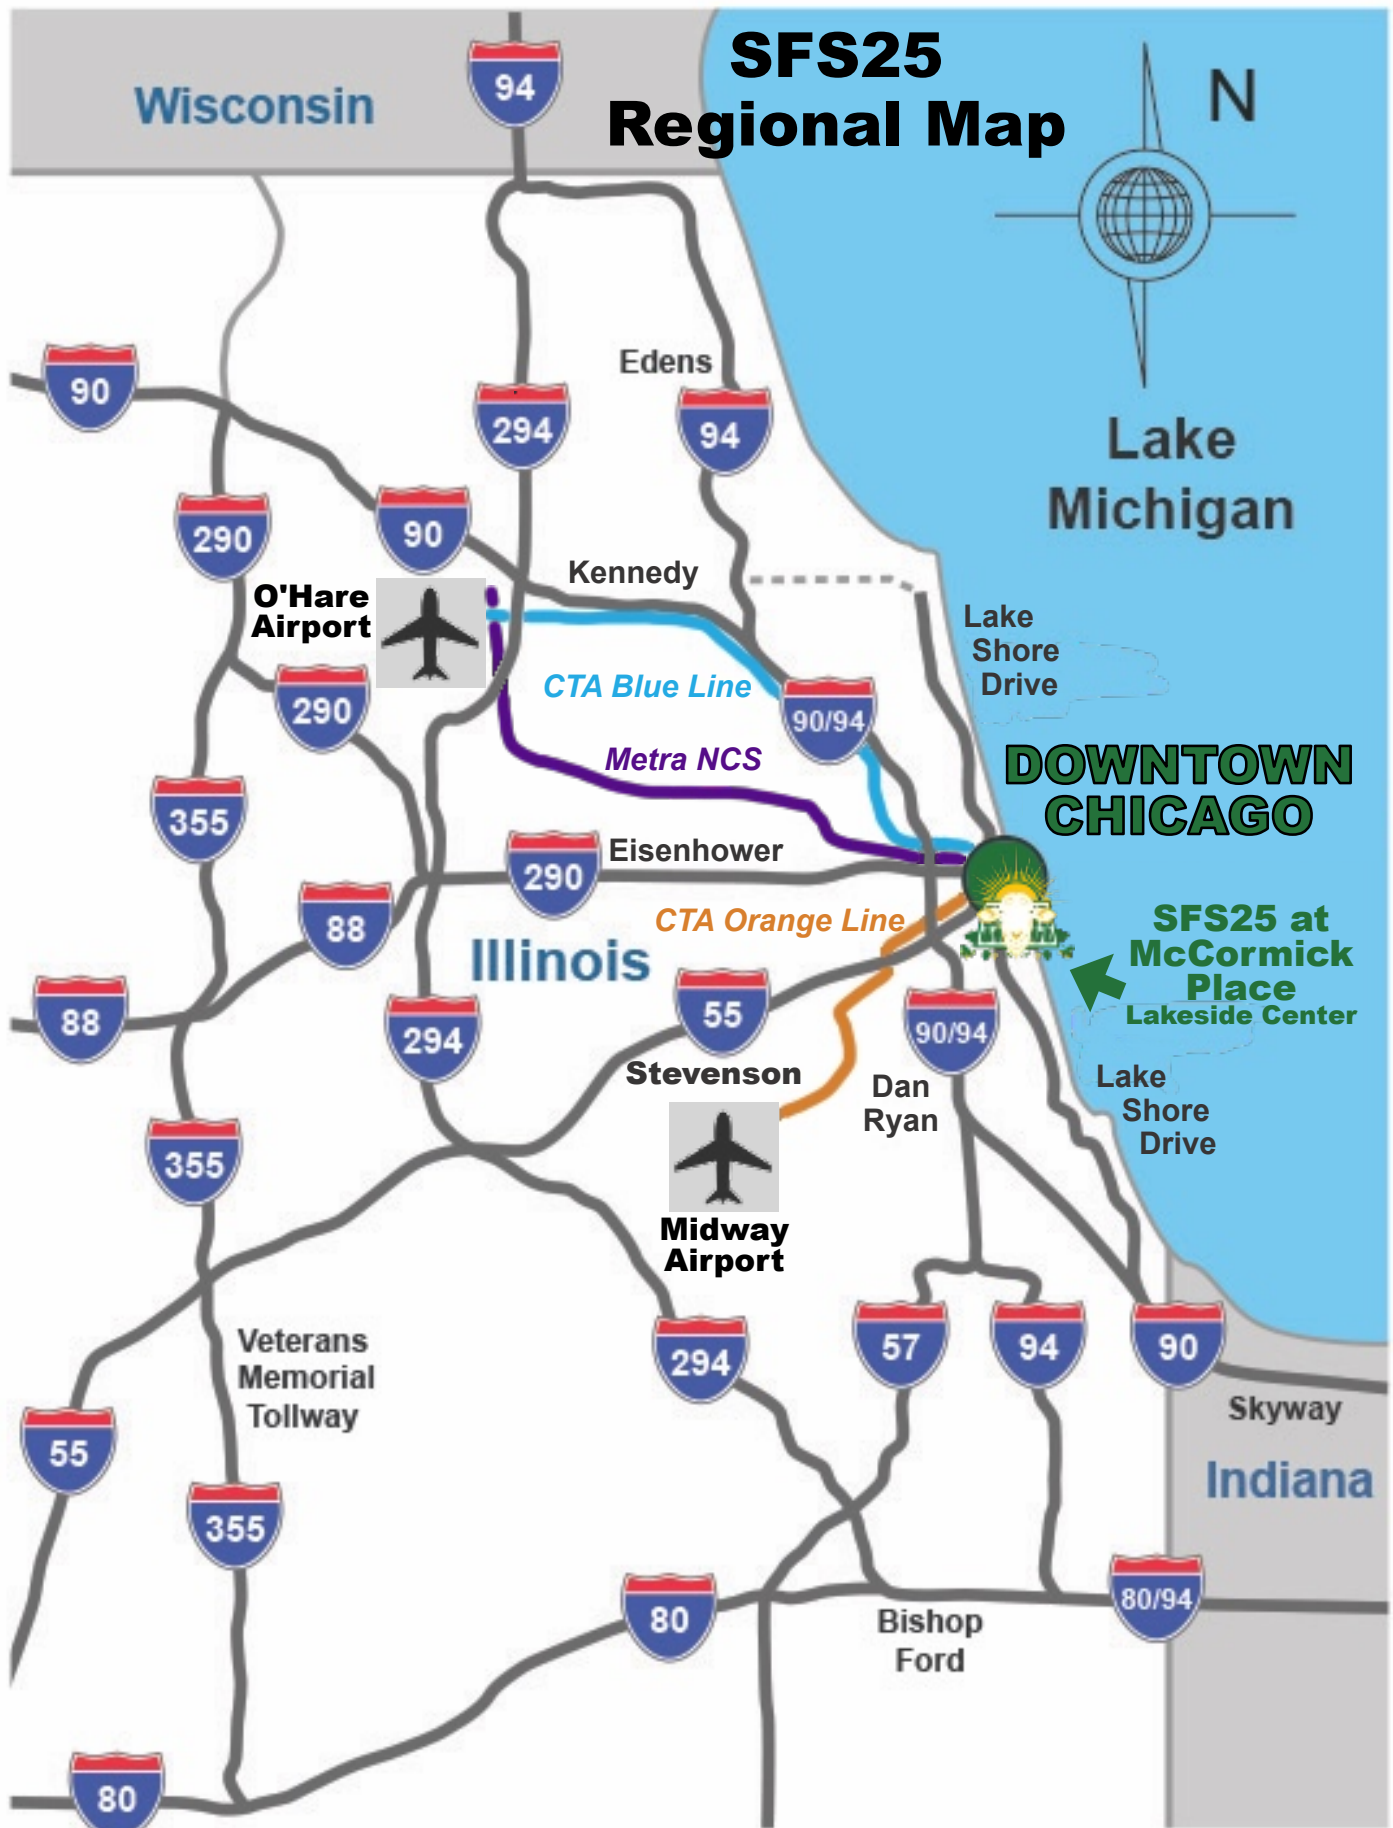 SFS25
Regional Map
Wisconsin
94
N
Edens
90
294
94
Lake
Michigan
290
90
Kennedy
O'Hare
Airport
Lake
Shore
Drive
CTA Blue Line
290
90/94
Metra NCS
DOWNTOWN
CHICAGO
355
Eisenhower
290
88
CTA Orange Line
SFS25 at
McCormick
Place
Lakeside Center
Illinois
88
294
55
90/94
Stevenson
Dan
Ryan
Lake
Shore
Drive
355
Midway
Airport
Veterans
Memorial
Tollway
294
57
94
90
Skyway
55
Indiana
355
80
80/94
Bishop
Ford
80